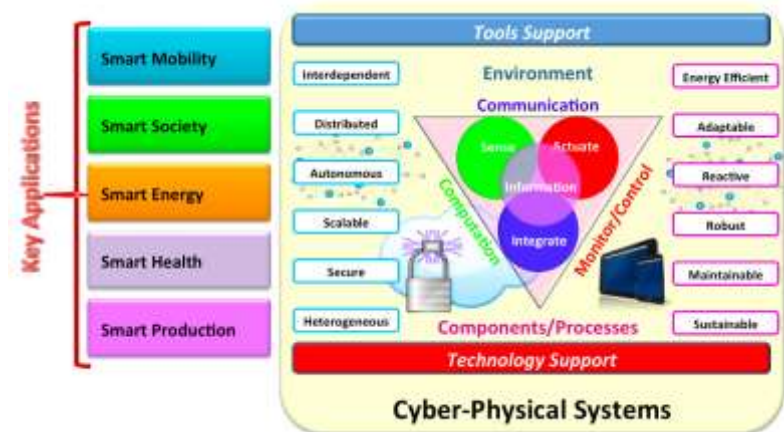 Key Applications
Smart Mobility
Smart Society
Smart Energy
Smart Health
Smart Production
Tools Support
Interdependent
Distributed
Autonomous
Scalable
Secure
Heterogeneous
Environment
Communication
Sense
Actuate
Information
Integrate
Computation
Monitor/Control
Components/Processes
Energy Efficient
Adaptable
Reactive
Robust
Maintainable
Sustainable
Technology Support
Cyber-Physical Systems